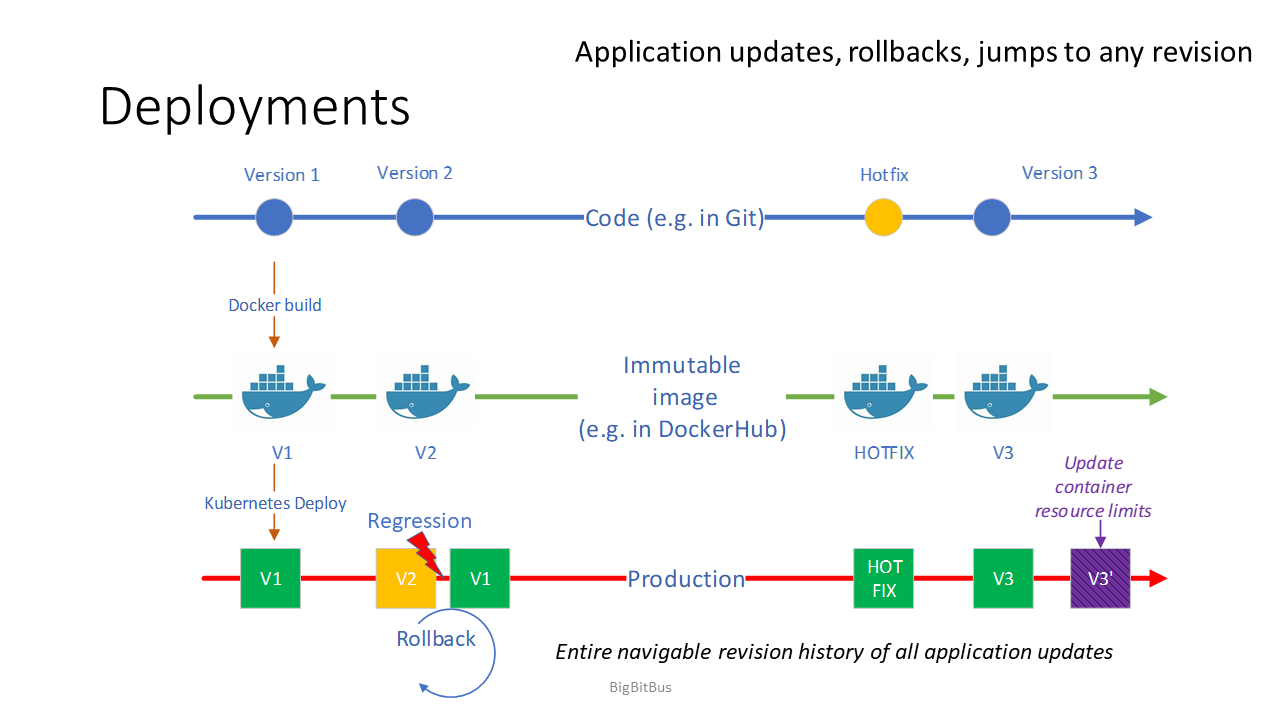 Application updates, rollbacks, jumps to any revision
Deployments
Version 1
Version 2
Hotfix
Version 3
Code (e.g. in Git)
Docker build
Immutable
image
(e.g. in DockerHub)
V1
V2
HOTFIX
V3
Update
container
resource limits
Kubernetes Deploy
Regression
V1
V2
V1
Production
HOT
FIX
V3
V3'
Rollback
Entire navigable revision history of all application updates
BigBitBus